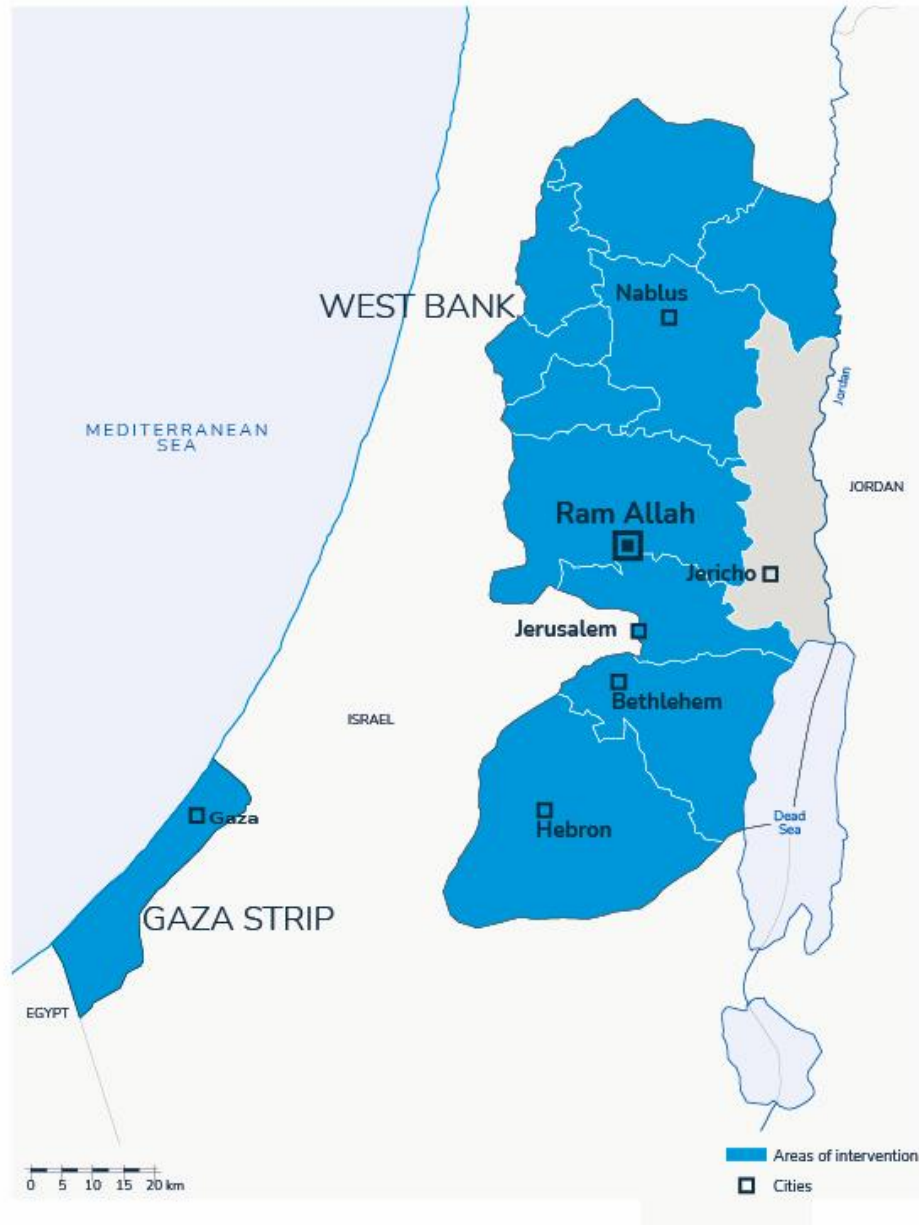 WEST BANK
Nablus
MEDITERRANEAN
SEA
Jordan
JORDAN
Ram Allah
Jericho
Jerusalem
Bethlehem
ISRAEL
Gaza
Hebron
Dead
Sea
GAZA STRIP
EGYPT
0 5 10 15 20 km
Areas of intervention
Cities